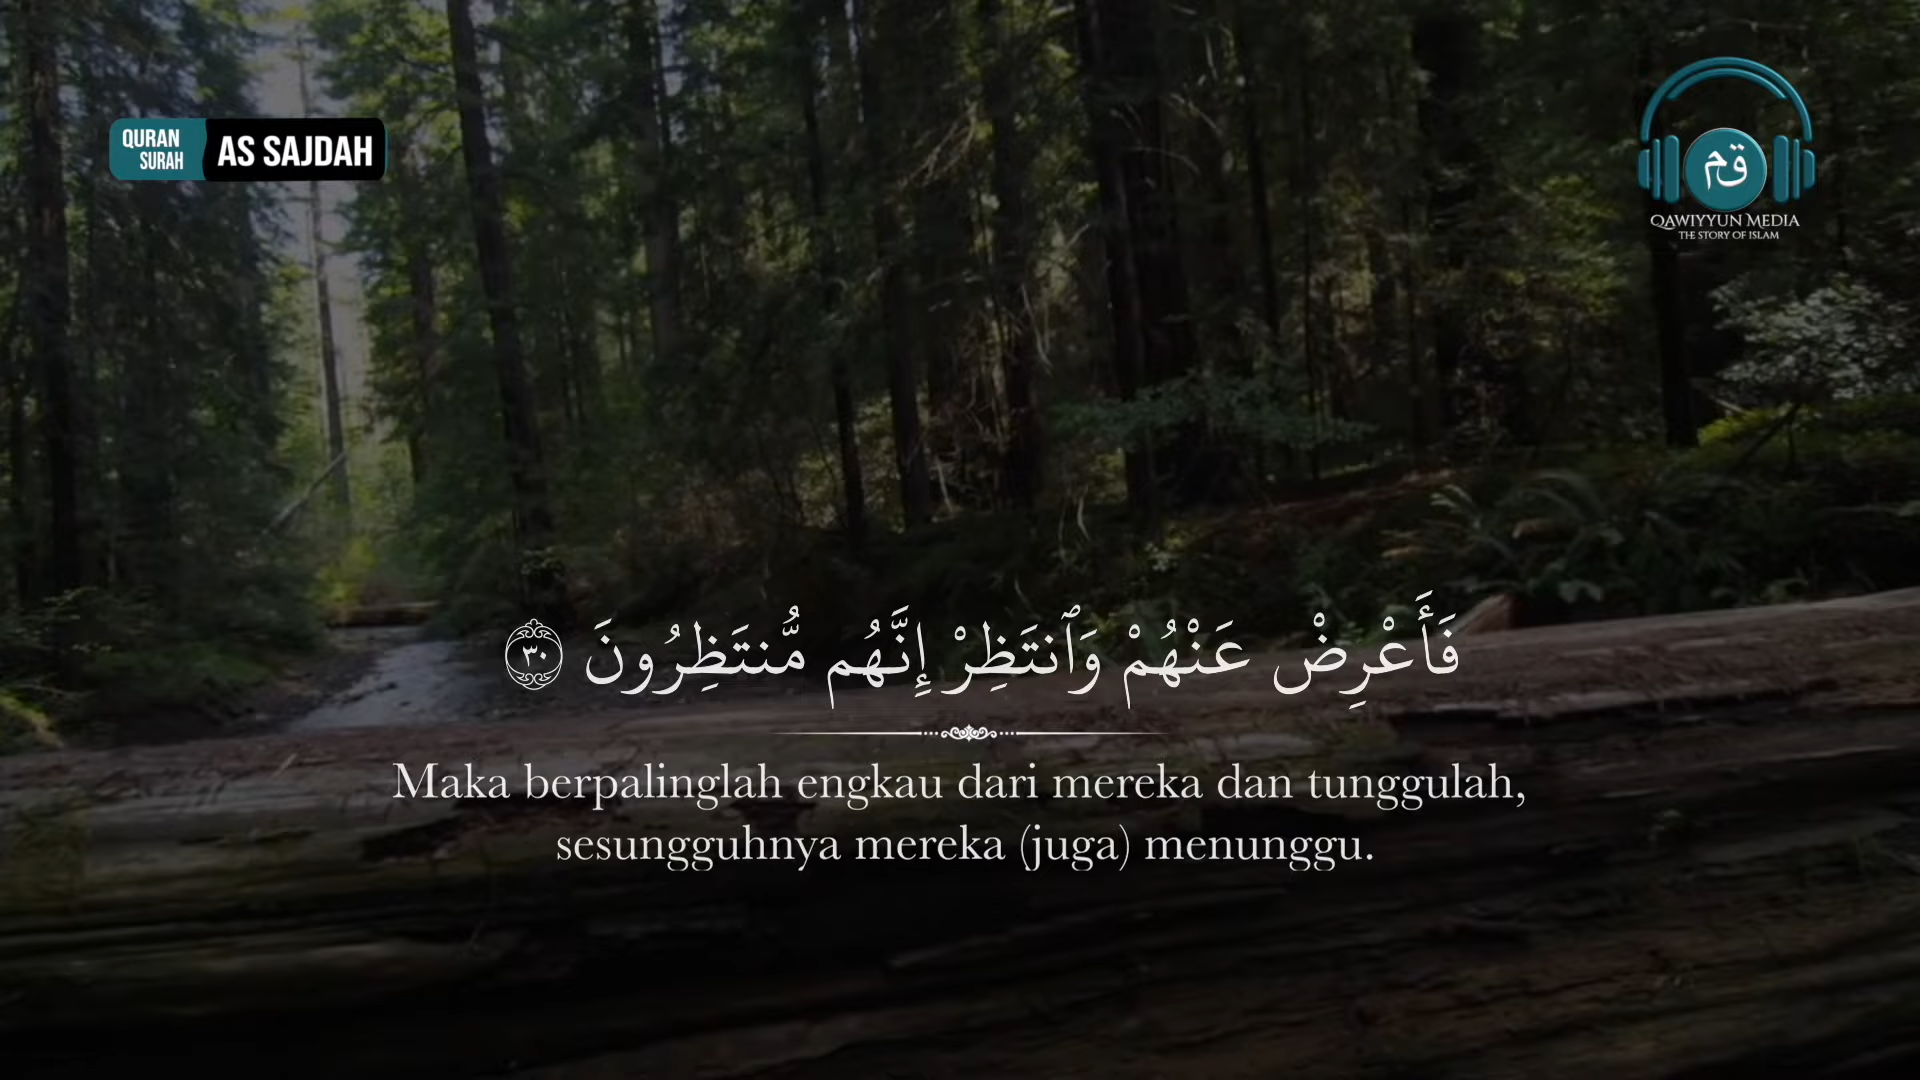 QURAN
SURAH
AS SAJDAH
قم
QAWIYYUN MEDIA
THE STORY OF ISLAM
فَأَعْرِضْ عَنْهُمْ وَٱنتَظِرْ إِنَّهُم مُّنتَظِرُونَ ٣٠
Maka berpalinglah engkau dari mereka dan tunggulah,
sesungguhnya mereka (juga) menunggu.